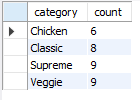 category count
Chicken 6
Classic 8
Supreme 9
Veggie 9